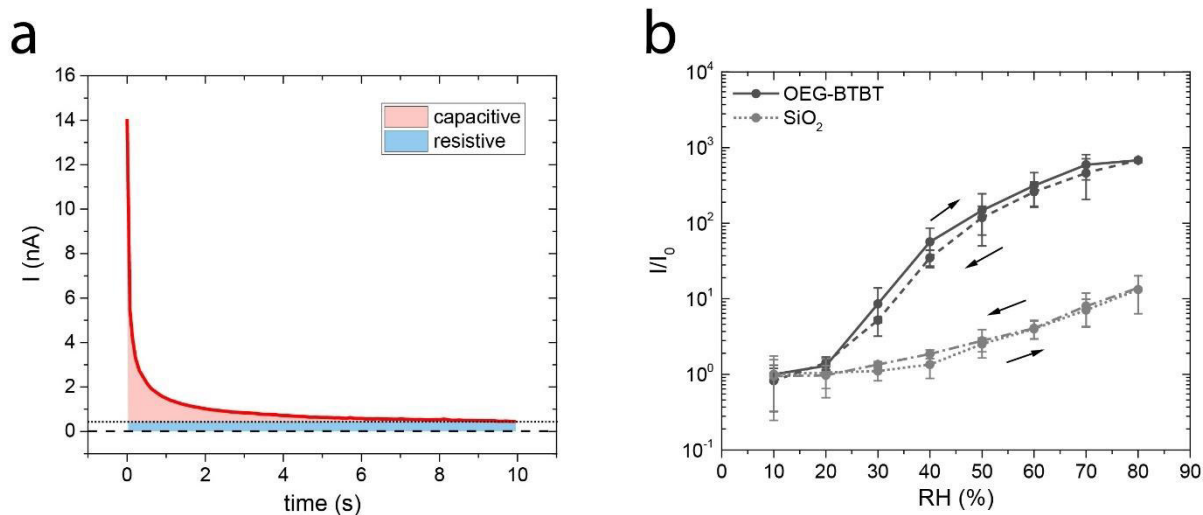 a
16
14
12
10
8
6
4
2
0
I (nA)
capacitive
resistive
0 2 4 6 8 10
time (s)
b
10⁴
10³
10²
10¹
10⁰
10⁻¹
I/I₀
OEG-BTBT
SiO₂
0 10 20 30 40 50 60 70 80 90
RH (%)